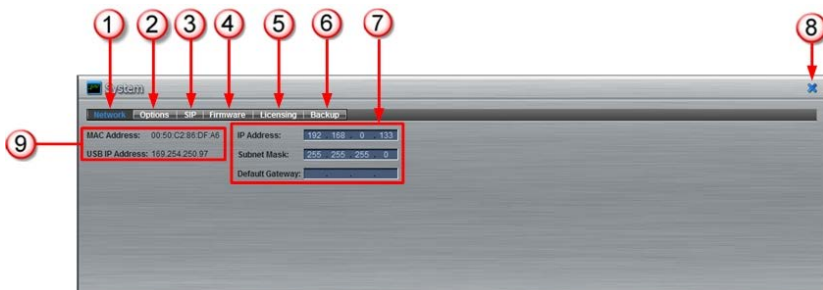 1 2 3 4 5 6 7 8
System
Network Options SIP Firmware Licensing Backup
9
MAC Address: 00:50:C2:86:DF:A6
IP Address: 192 . 168 . 0 . 133
USB IP Address: 169.254.250.97
Subnet Mask: 255 . 255 . 255 . 0
Default Gateway: . . .